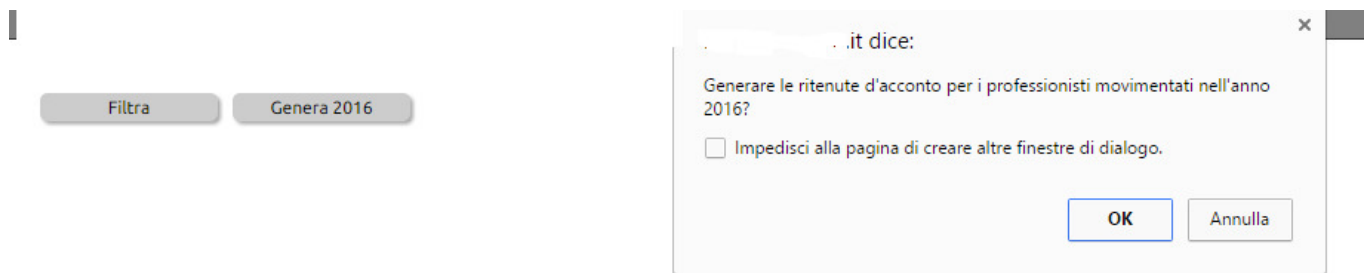 .it dice:
Filtra
Genera 2016
Generare le ritenute d'acconto per i professionisti movimentati nell'anno
2016?
Impedisci alla pagina di creare altre finestre di dialogo.
OK
Annulla